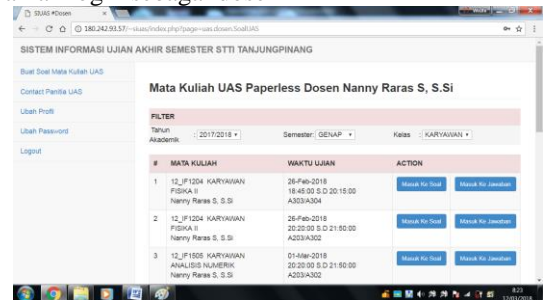 SIUAS #Dosen
180.242.93.57/~siuas/index.php?page=uas.dosen.SoalUAS
SISTEM INFORMASI UJIAN AKHIR SEMESTER STTI TANJUNGPINANG
Buat Soal Mata Kuliah UAS
Contact Panitia UAS
Ubah Profil
Ubah Password
Logout
Mata Kuliah UAS Paperless Dosen Nanny Raras S, S.Si
FILTER
Tahun Akademik : 2017/2018 Semester: GENAP Kelas : KARYAWAN
# MATA KULIAH WAKTU UJIAN ACTION
1 12_IF1204 KARYAWAN 26-Feb-2018 Masuk Ke Soal Masuk Ke Jawaban
FISIKA II 18:45:00 S.D 20:15:00
Nanny Raras S, S.Si A303/A304
2 12_IF1204 KARYAWAN 26-Feb-2018 Masuk Ke Soal Masuk Ke Jawaban
FISIKA II 20:20:00 S.D 21:50:00
Nanny Raras S, S.Si A203/A302
3 12_IF1505 KARYAWAN 01-Mar-2018 Masuk Ke Soal Masuk Ke Jawaban
ANALISIS NUMERIK 20:20:00 S.D 21:50:00
Nanny Raras S, S.Si A203/A302
8:23
12/03/2018